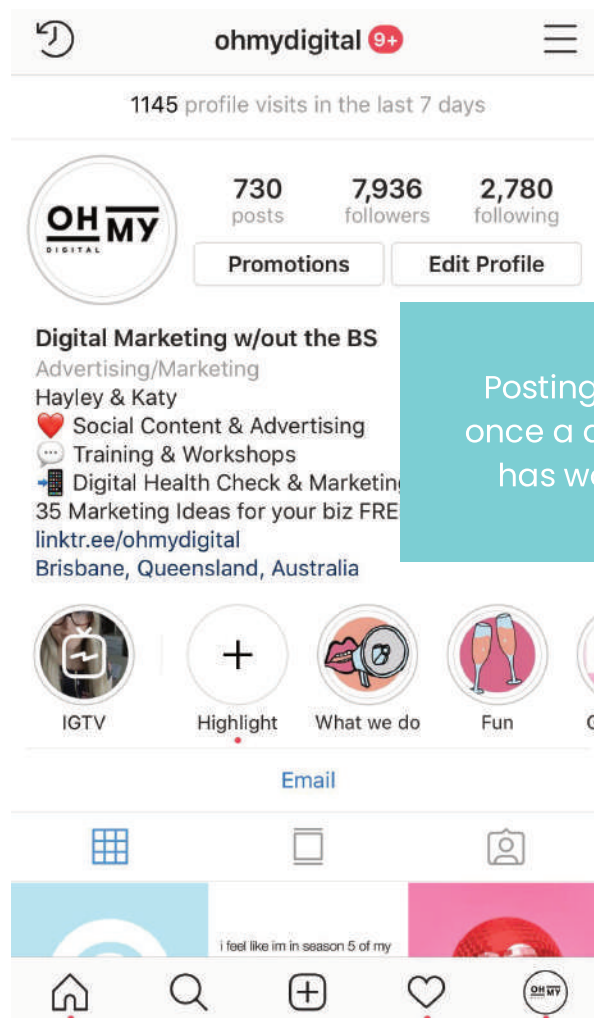 ohmydigital 9+
1145 profile visits in the last 7 days
OH MY
DIGITAL
730 7,936 2,780
posts followers following
Promotions Edit Profile
Digital Marketing w/out the BS
Advertising/Marketing
Hayley & Katy
❤️ Social Content & Advertising
💬 Training & Workshops
📲 Digital Health Check &
35 Marketing Ideas for your biz
linktr.ee/ohmydigital
Brisbane, Queensland, Australia
Posting
once a
has
IGTV Highlight What we do Fun
Email
i feel like im in season 5 of my
OH MY